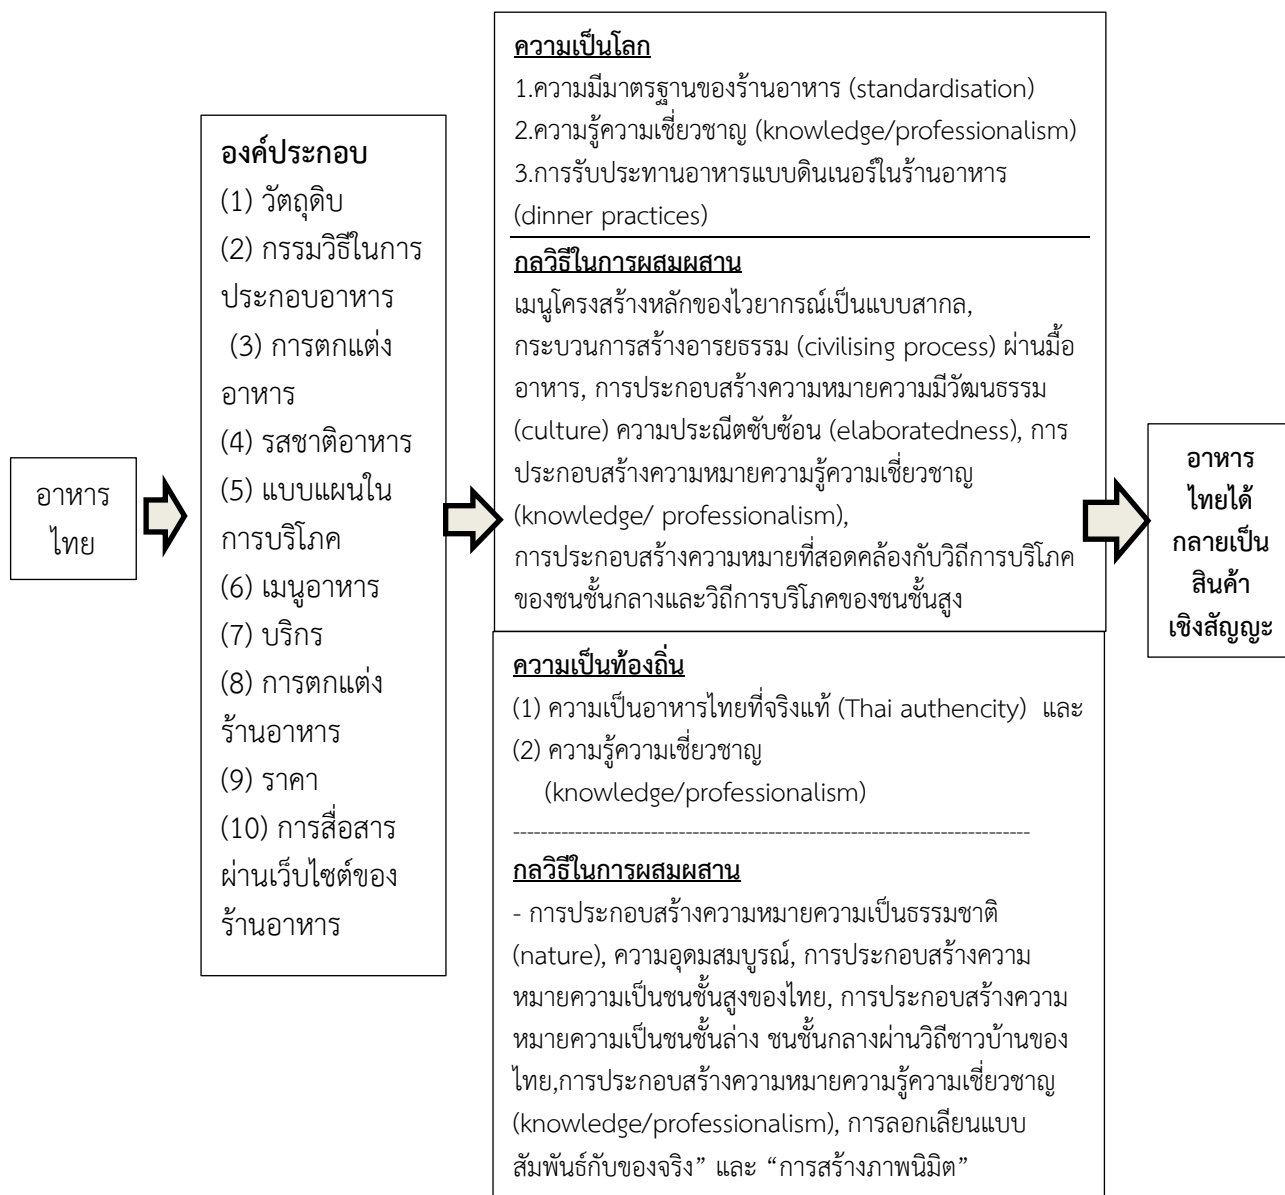 อาหาร
ไทย
องค์ประกอบ
(1) วัตถุดิบ
(2) กรรมวิธีในการ
ประกอบอาหาร
(3) การตกแต่ง
อาหาร
(4) รสชาติอาหาร
(5) แบบแผนใน
การบริโภค
(6) เมนูอาหาร
(7) บริกร
(8) การตกแต่ง
ร้านอาหาร
(9) ราคา
(10) การสื่อสาร
ผ่านเว็บไซต์ของ
ร้านอาหาร
ความเป็นโลก
1.ความมีมาตรฐานของร้านอาหาร (standardisation)
2.ความรู้ความเชี่ยวชาญ (knowledge/professionalism)
3.การรับประทานอาหารแบบดินเนอร์ในร้านอาหาร
(dinner practices)
กลวิธีในการผสมผสาน
เมนูโครงสร้างหลักของไวยากรณ์เป็นแบบสากล,
กระบวนการสร้างอารยธรรม (civilising process) ผ่านมื้อ
อาหาร, การประกอบสร้างความหมายความมีวัฒนธรรม
(culture) ความประณีตซับซ้อน (elaboratedness), การ
ประกอบสร้างความหมายความรู้ความเชี่ยวชาญ
(knowledge/ professionalism),
การประกอบสร้างความหมายที่สอดคล้องกับวิถีการบริโภค
ของชนชั้นกลางและวิถีการบริโภคของชนชั้นสูง
ความเป็นท้องถิ่น
(1) ความเป็นอาหารไทยที่จริงแท้ (Thai authencity) และ
(2) ความรู้ความเชี่ยวชาญ
(knowledge/professionalism)
กลวิธีในการผสมผสาน
- การประกอบสร้างความหมายความเป็นธรรมชาติ
(nature), ความอุดมสมบูรณ์, การประกอบสร้างความ
หมายความเป็นชนชั้นสูงของไทย, การประกอบสร้างความ
หมายความเป็นชนชั้นล่าง ชนชั้นกลางผ่านวิถีชาวบ้านของ
ไทย,การประกอบสร้างความหมายความรู้ความเชี่ยวชาญ
(knowledge/professionalism), การลอกเลียนแบบ
สัมพันธ์กับของจริง” และ “การสร้างภาพนิมิต”
อาหาร
ไทยได้
กลายเป็น
สินค้า
เชิงสัญญะ